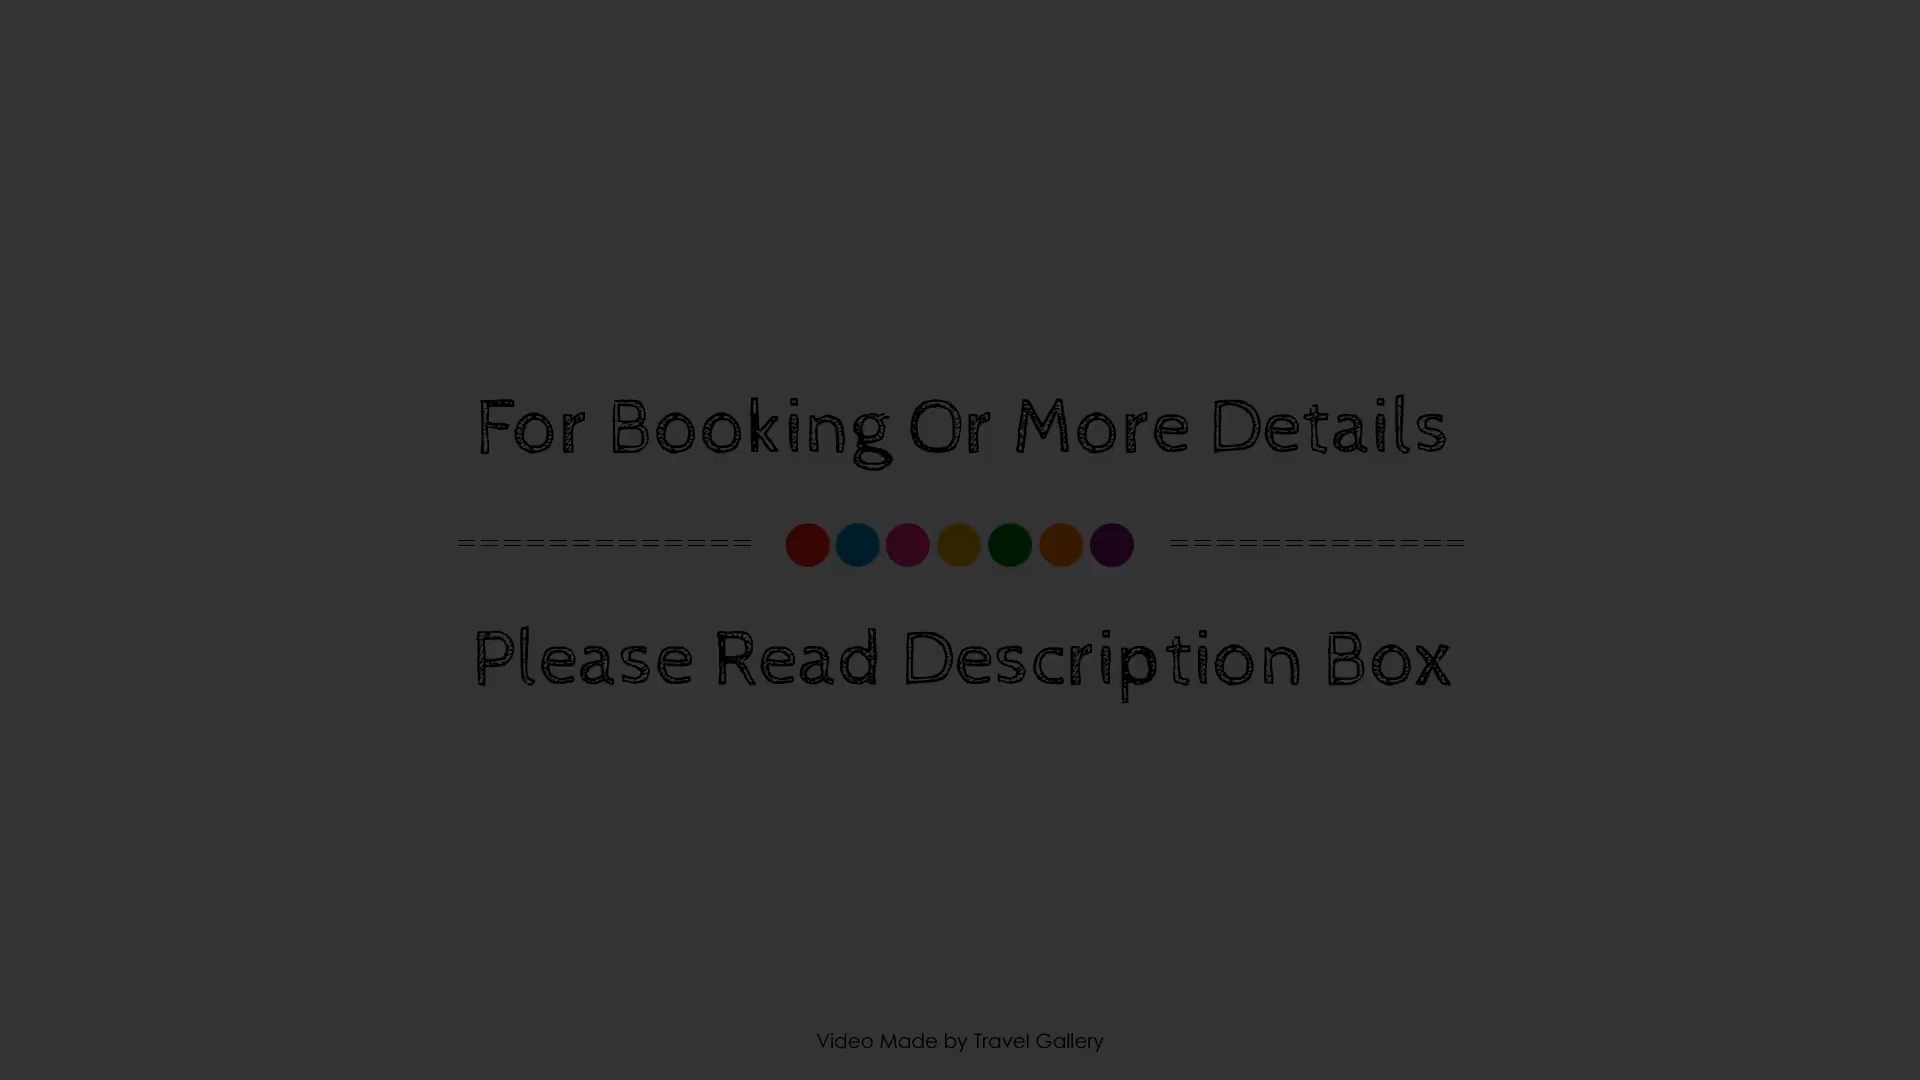 For Booking Or More Details
============= =============
Please Read Description Box
Video Made by Travel Gallery